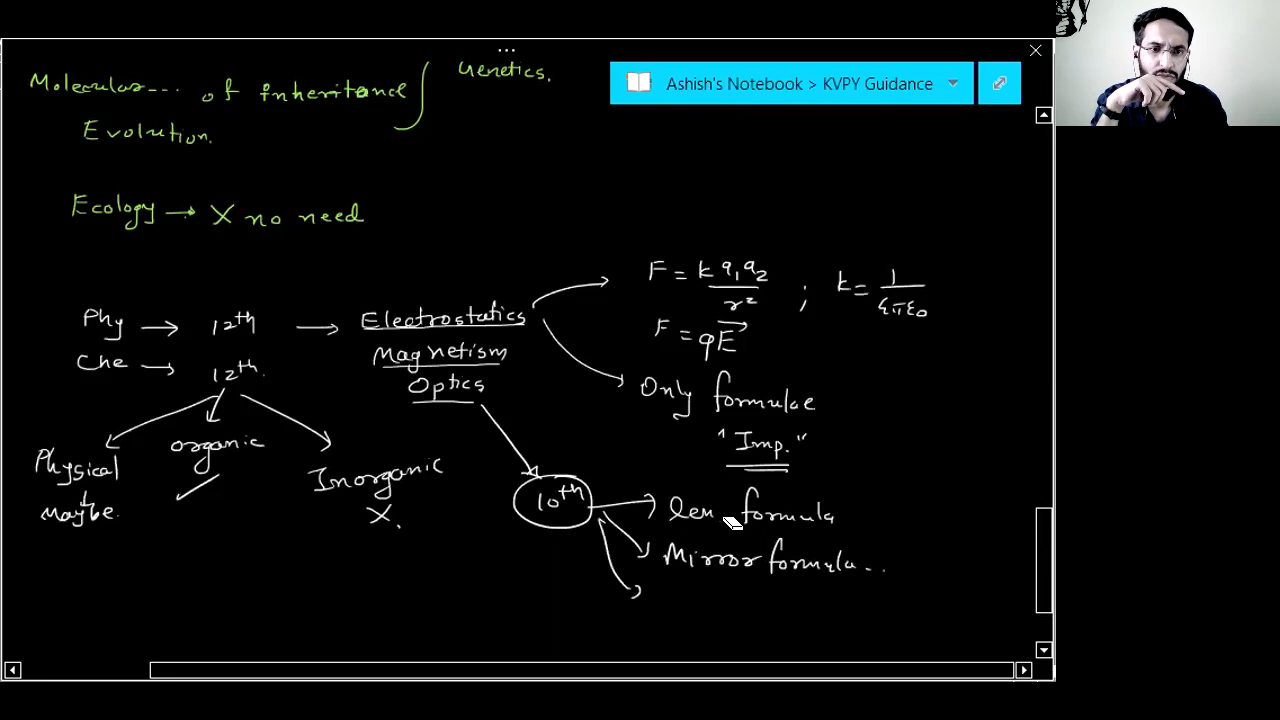 Genetics.
Ashish's Notebook > KVPY Guidance
Molecular... of inheritance
Evolution.
Ecology → X no need
F = k q1q2/r² ; k = 1/4πε0
F = qE⃗
Phy → 12th → Electrostatics
Che → 12th.
Magnetism
Optics
Only formulae
"Imp."
Physical
organic
Inorganic
maybe.
X.
10th
len formula
Mirror formula..